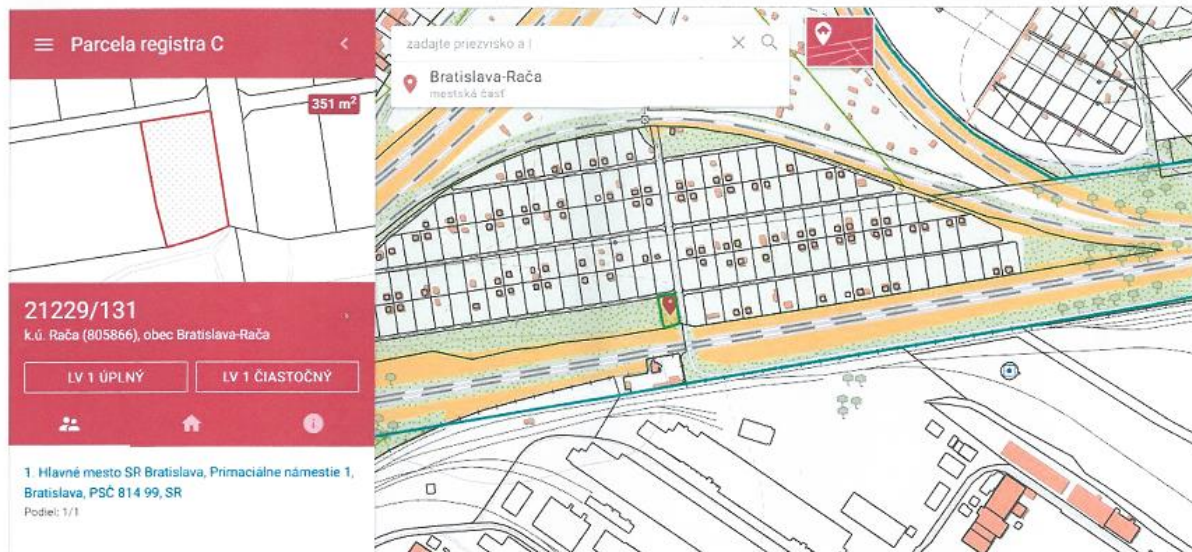 Parcela registra C
351 m²
21229/131
k.ú. Rača (805866), obec Bratislava-Rača
LV 1 ÚPLNÝ
LV 1 ČIASTOČNÝ
1. Hlavné mesto SR Bratislava, Primaciálne námestie 1,
Bratislava, PSČ 814 99, SR
Podiel: 1/1
zadajte priezvisko a |
Bratislava-Rača
mestská časť